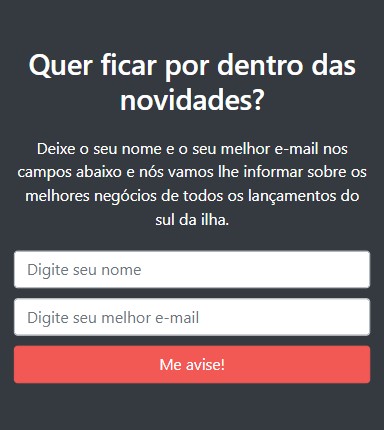 Quer ficar por dentro das
novidades?
Deixe o seu nome e o seu melhor e-mail nos
campos abaixo e nós vamos lhe informar sobre os
melhores negócios de todos os lançamentos do
sul da ilha.
Digite seu nome
Digite seu melhor e-mail
Me avise!